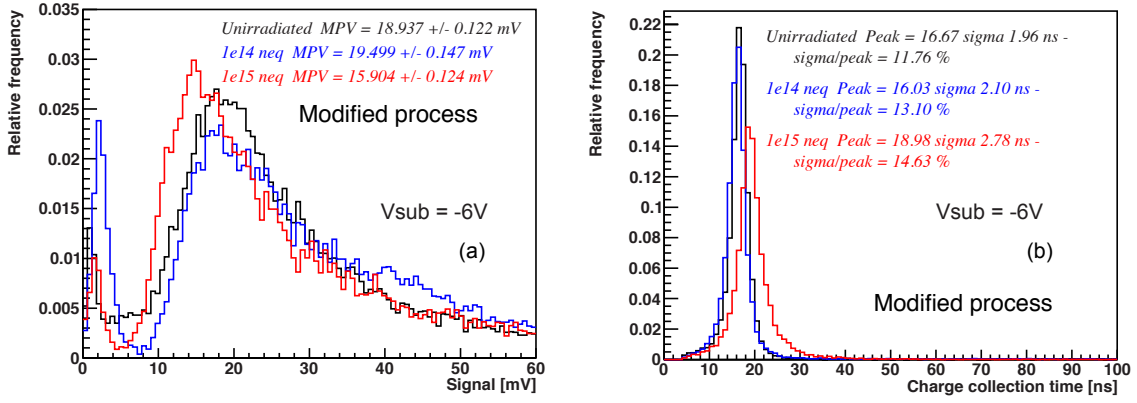 Relative frequency
0.035
0.03
0.025
0.02
0.015
0.01
0.005
0
Unirradiated MPV = 18.937 +/- 0.122 mV
1e14 neq MPV = 19.499 +/- 0.147 mV
1e15 neq MPV = 15.904 +/- 0.124 mV
Modified process
Vsub = -6V
(a)
0 10 20 30 40 50 60
Signal [mV]
Relative frequency
0.22
0.2
0.18
0.16
0.14
0.12
0.1
0.08
0.06
0.04
0.02
0
Unirradiated Peak = 16.67 sigma 1.96 ns -
sigma/peak = 11.76 %
1e14 neq Peak = 16.03 sigma 2.10 ns -
sigma/peak = 13.10 %
1e15 neq Peak = 18.98 sigma 2.78 ns -
sigma/peak = 14.63 %
Vsub = -6V
(b)
Modified process
0 10 20 30 40 50 60 70 80 90 100
Charge collection time [ns]